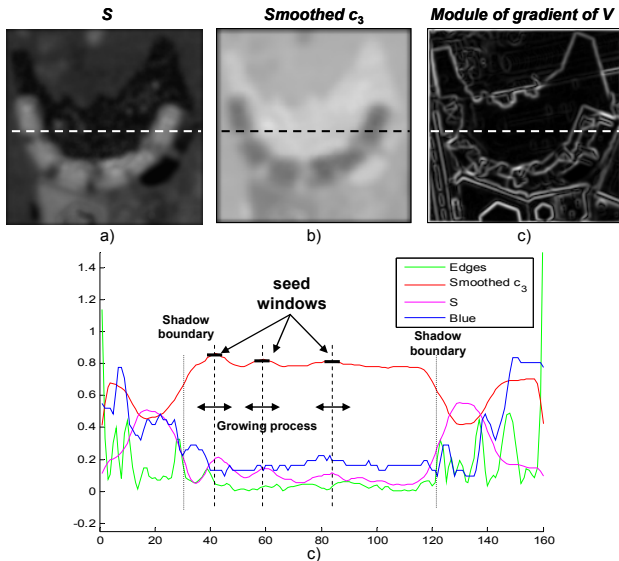 S
Smoothed c3
Module of gradient of V
a)
b)
c)
1.4
1.2
1
0.8
0.6
0.4
0.2
0
-0.2
0
20
40
60
80
100
120
140
160
Edges
Smoothed c3
S
Blue
seed
windows
Shadow
boundary
Shadow
boundary
Growing process
c)